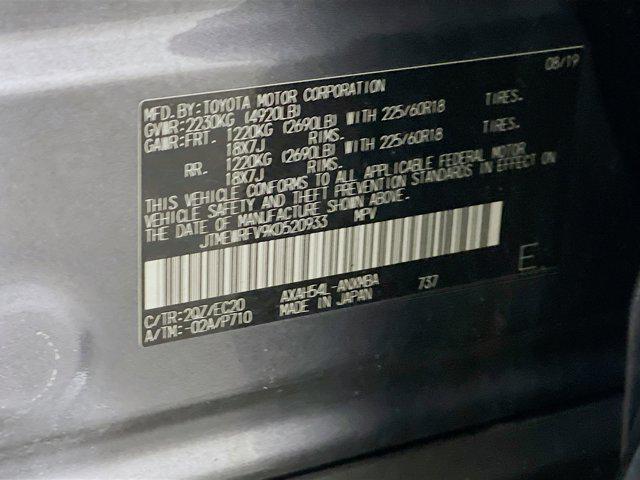 08/19
MFD.BY:TOYOTA MOTOR CORPORATION
GVWR:2230KG (4920LB)
GAWR:FRT. 1220KG (2690LB) WITH 225/60R18 TIRES.
18X7J RIMS.
RR. 1220KG (2690LB) WITH 225/60R18 TIRES.
18X7J RIMS.
THIS VEHICLE CONFORMS TO ALL APPLICABLE FEDERAL MOTOR
VEHICLE SAFETY AND THEFT PREVENTION STANDARDS IN EFFECT ON
THE DATE OF MANUFACTURE SHOWN ABOVE.
JTMEWRFV9KD520933 MPV
E
C/TR:20Z/EC20 AXAH54L-ANXMBA 737
A/TM:-02A/P710 MADE IN JAPAN